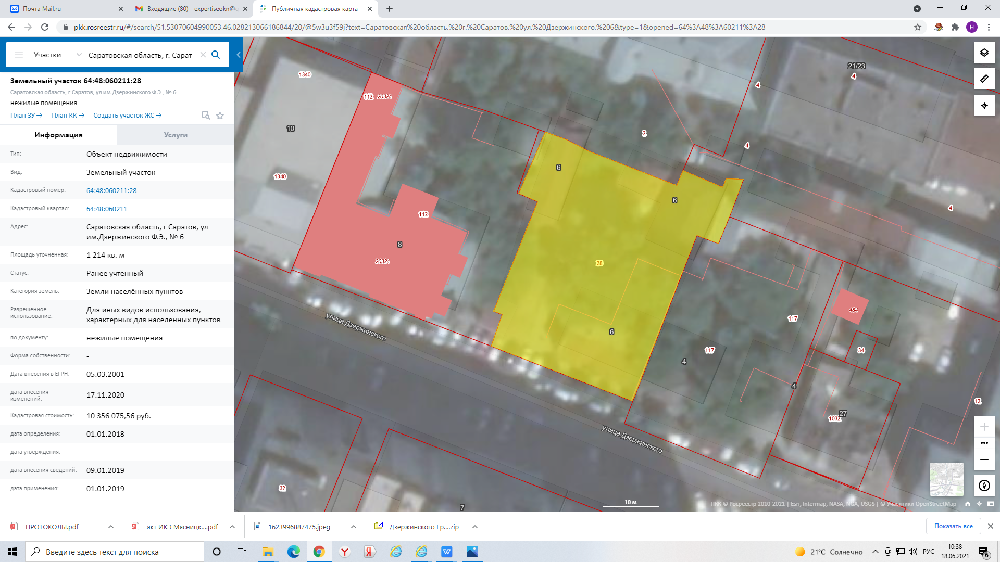 Почта Mail.ru
Входящие (80) - expertiseokn@g
Публичная кадастровая карта
pkk.rosreestr.ru/#/search/51.53070604990053,46.028213066186844/20/@5w3u3f59j?text=Саратовская%20область,%20г.%20Саратов,%20ул.%20Дзержинского,%206&type=1&opened=64%3A48%3A60211%3A28
Н
Участки
Саратовская область, г. Сарат
Земельный участок 64:48:060211:28
Саратовская область, г Саратов, ул им.Дзержинского Ф.Э., № 6
нежилые помещения
План ЗУ →
План КК →
Создать участок ЖС →
Информация
Услуги
Тип: Объект недвижимости
Вид: Земельный участок
Кадастровый номер: 64:48:060211:28
Кадастровый квартал: 64:48:060211
Адрес: Саратовская область, г Саратов, ул
им.Дзержинского Ф.Э., № 6
Площадь уточненная: 1 214 кв. м
Статус: Ранее учтенный
Категория земель: Земли населённых пунктов
Разрешенное использование: Для иных видов использования,
характерных для населенных пунктов
по документу: нежилые помещения
Форма собственности: -
Дата внесения в ЕГРН: 05.03.2001
дата внесения изменений: 17.11.2020
Кадастровая стоимость: 10 356 075,56 руб.
дата определения: 01.01.2018
дата утверждения: -
дата внесения сведений: 09.01.2019
дата применения: 01.01.2019
1340
21/23
4
4
112 20321
10
2
4
6
1340
6
4
112
8
20321
28
484
117
улица Дзержинского
6
117
34
4
4
12
27
1032
улица Дзержинского
32
7
10 м
ПКК © Росреестр 2010-2021 | Esri, Intermap, NASA, NGA, USGS | © Участники OpenStreetMap
ПРОТОКОЛЫ.pdf
акт ИКЭ Мясницк....pdf
1623996887475.jpeg
Дзержинского Гр....zip
Показать все
Введите здесь текст для поиска
21°C Солнечно
РУС
10:38
18.06.2021
6